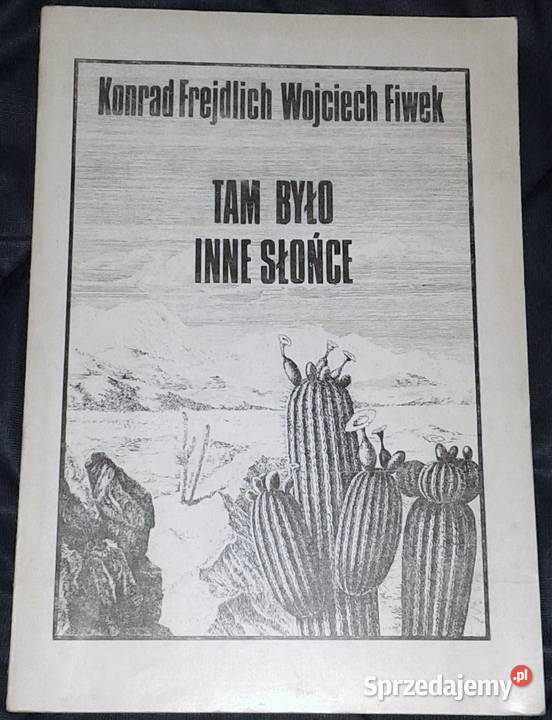 Konrad Frejdlich Wojciech Fiwek
TAM BYŁO
INNE SŁOŃCE
Sprzedajemy.pl